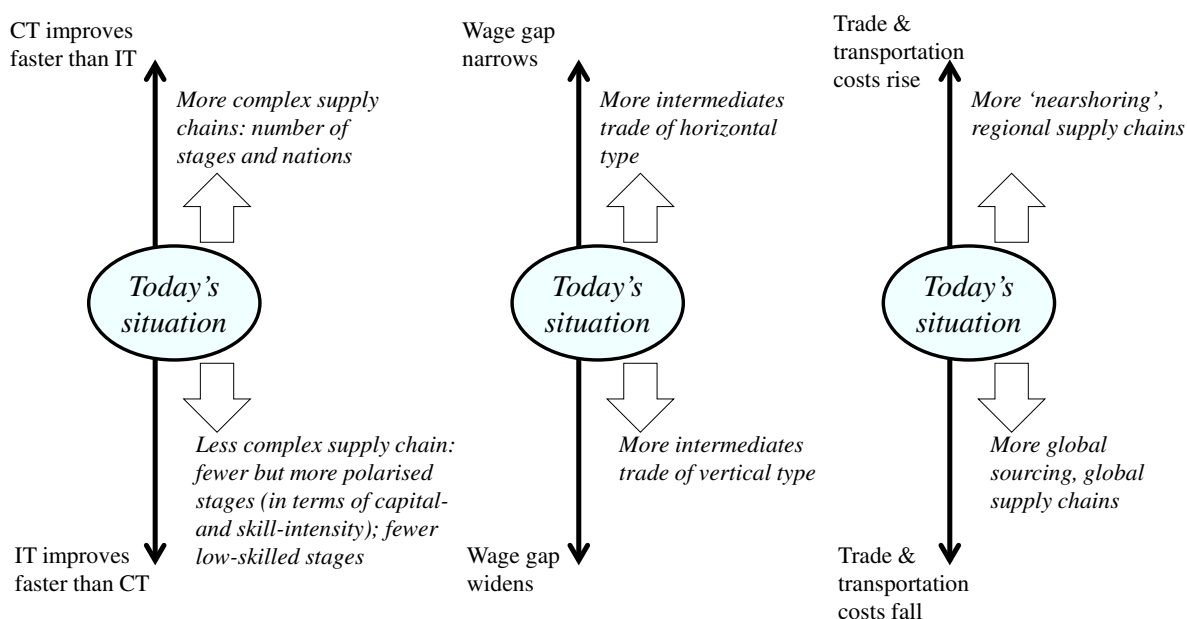 CT improves
faster than IT
More complex supply
chains: number of
stages and nations
Today's
situation
Less complex supply chain:
fewer but more polarised
stages (in terms of capital-
and skill-intensity); fewer
low-skilled stages
IT improves
faster than CT
Wage gap
narrows
More intermediates
trade of horizontal
type
Today's
situation
More intermediates
trade of vertical type
Wage gap
widens
Trade &
transportation
costs rise
More ‘nearshoring’,
regional supply chains
Today's
situation
More global
sourcing, global
supply chains
Trade &
transportation
costs fall